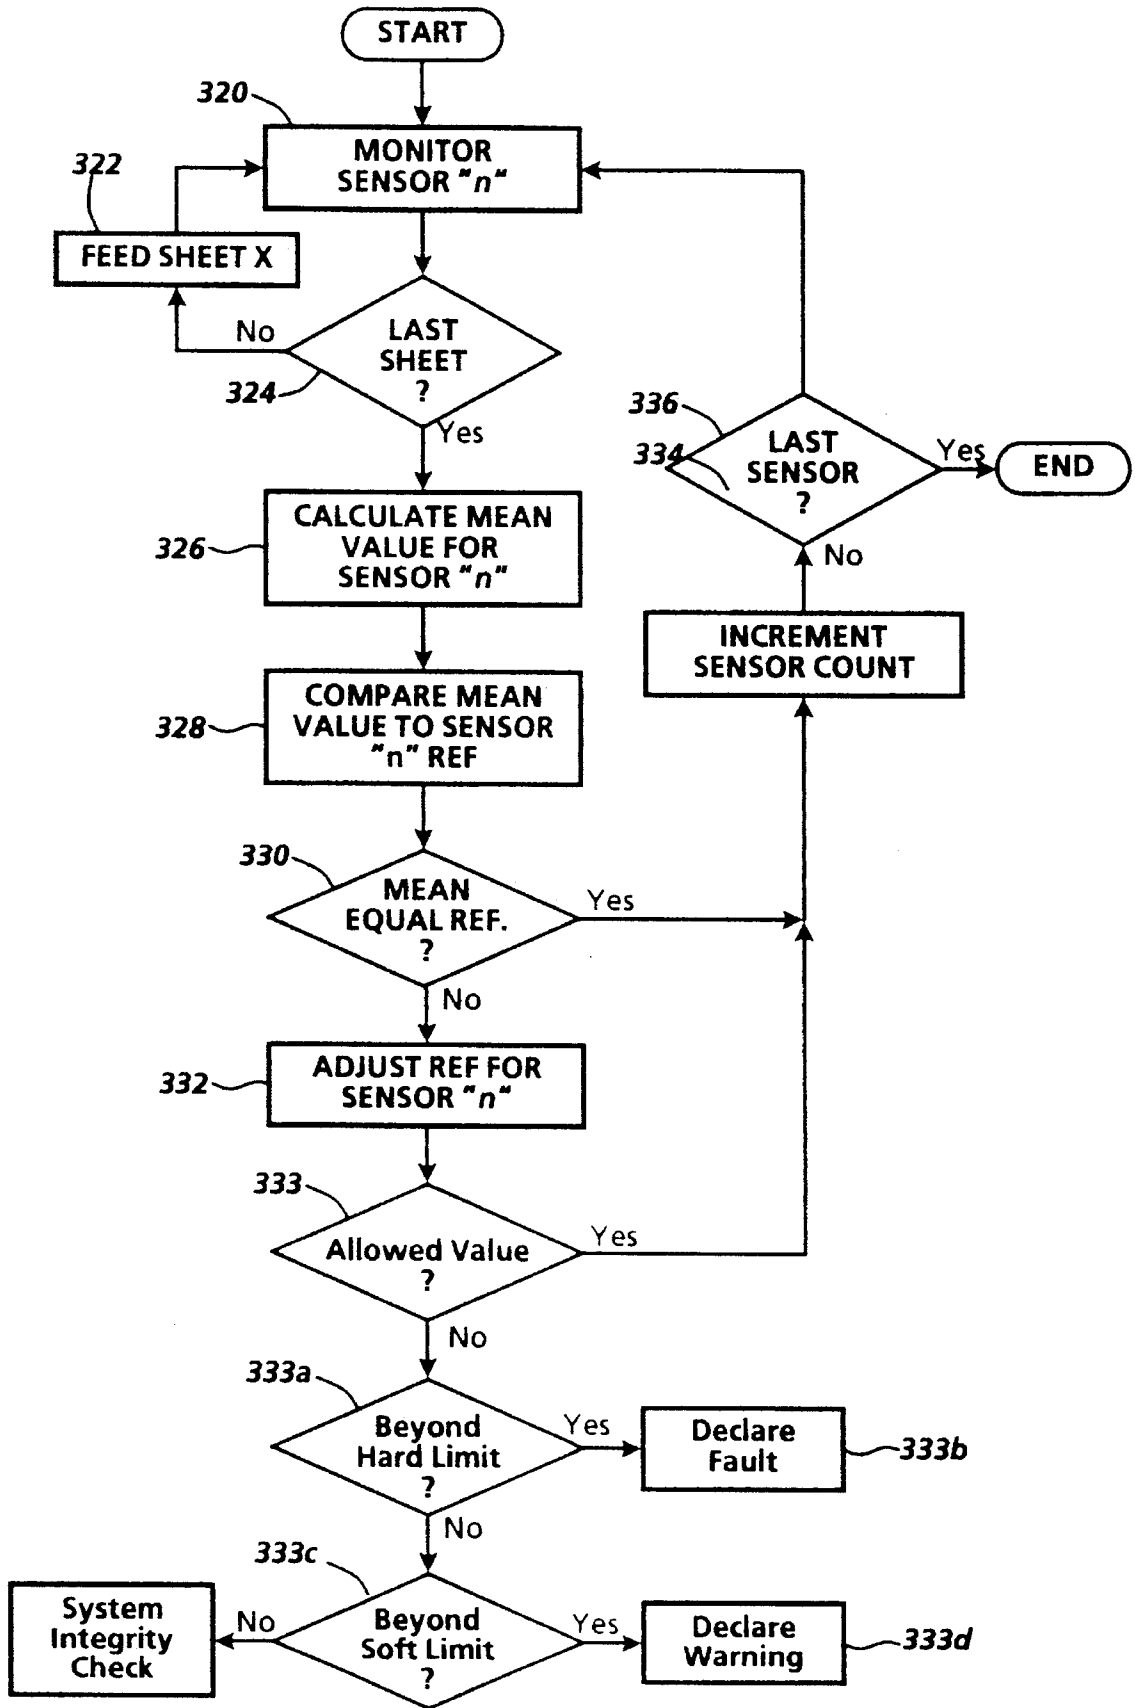 START
320
MONITOR
SENSOR "n"
322
FEED SHEET X
No
LAST
SHEET
?
324
Yes
336
334
LAST
SENSOR
?
Yes
END
No
CALCULATE MEAN
VALUE FOR
SENSOR "n"
326
INCREMENT
SENSOR COUNT
COMPARE MEAN
VALUE TO SENSOR
"n" REF
328
330
MEAN
EQUAL REF.
?
Yes
No
ADJUST REF FOR
SENSOR "n"
332
333
Allowed Value
?
Yes
No
333a
Beyond
Hard Limit
?
Yes
Declare
Fault
333b
No
333c
Beyond
Soft Limit
?
No
System
Integrity
Check
Yes
Declare
Warning
333d